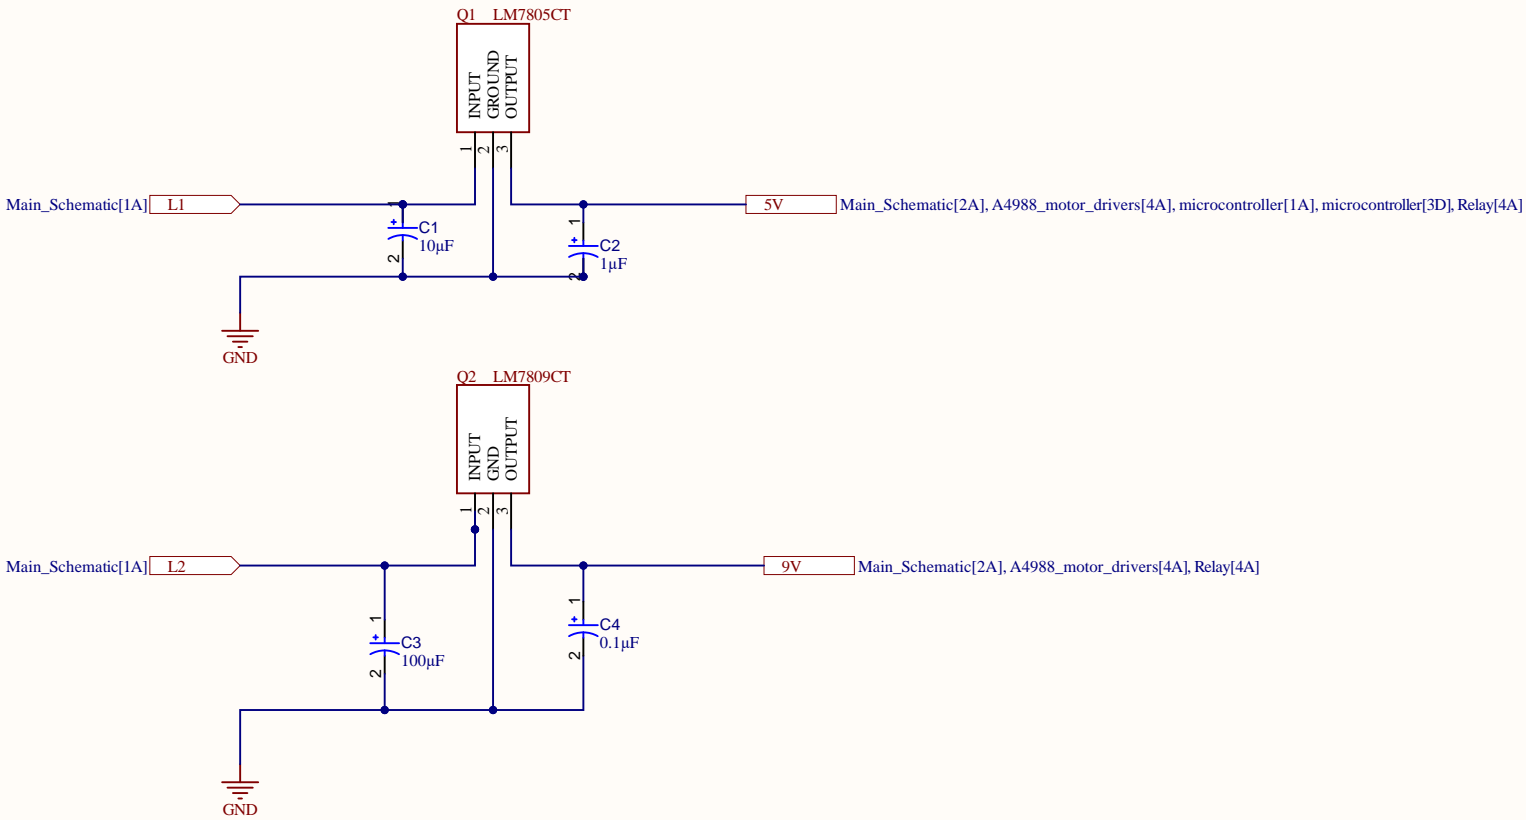 Q1 LM7805CT
INPUT
GROUND
OUTPUT
1
2
3
Main_Schematic[1A] L1
5V Main_Schematic[2A], A4988_motor_drivers[4A], microcontroller[1A], microcontroller[3D], Relay[4A]
1
+
C1
10µF
2
1
+
C2
1µF
2
GND
Q2 LM7809CT
INPUT
GND
OUTPUT
1
2
3
Main_Schematic[1A] L2
9V Main_Schematic[2A], A4988_motor_drivers[4A], Relay[4A]
1
+
C3
100µF
2
1
+
C4
0.1µF
2
GND